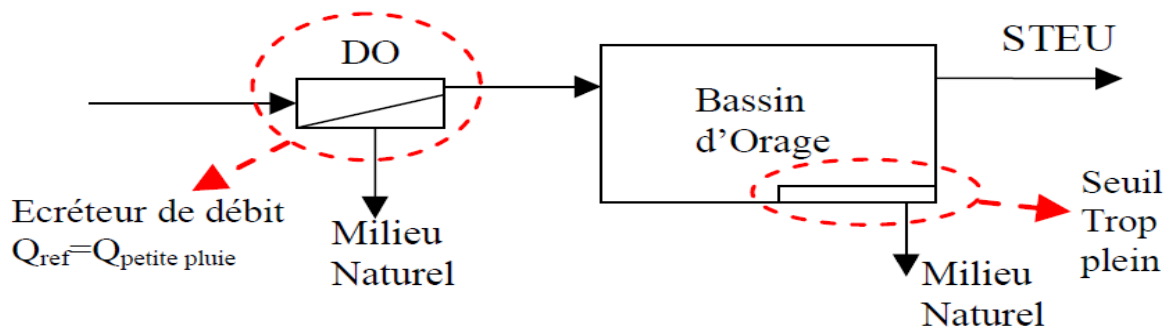 DO
STEU
Bassin
d'Orage
Ecréteur de débit
Qref=Qpetite pluie
Milieu
Naturel
Seuil
Trop
plein
Milieu
Naturel